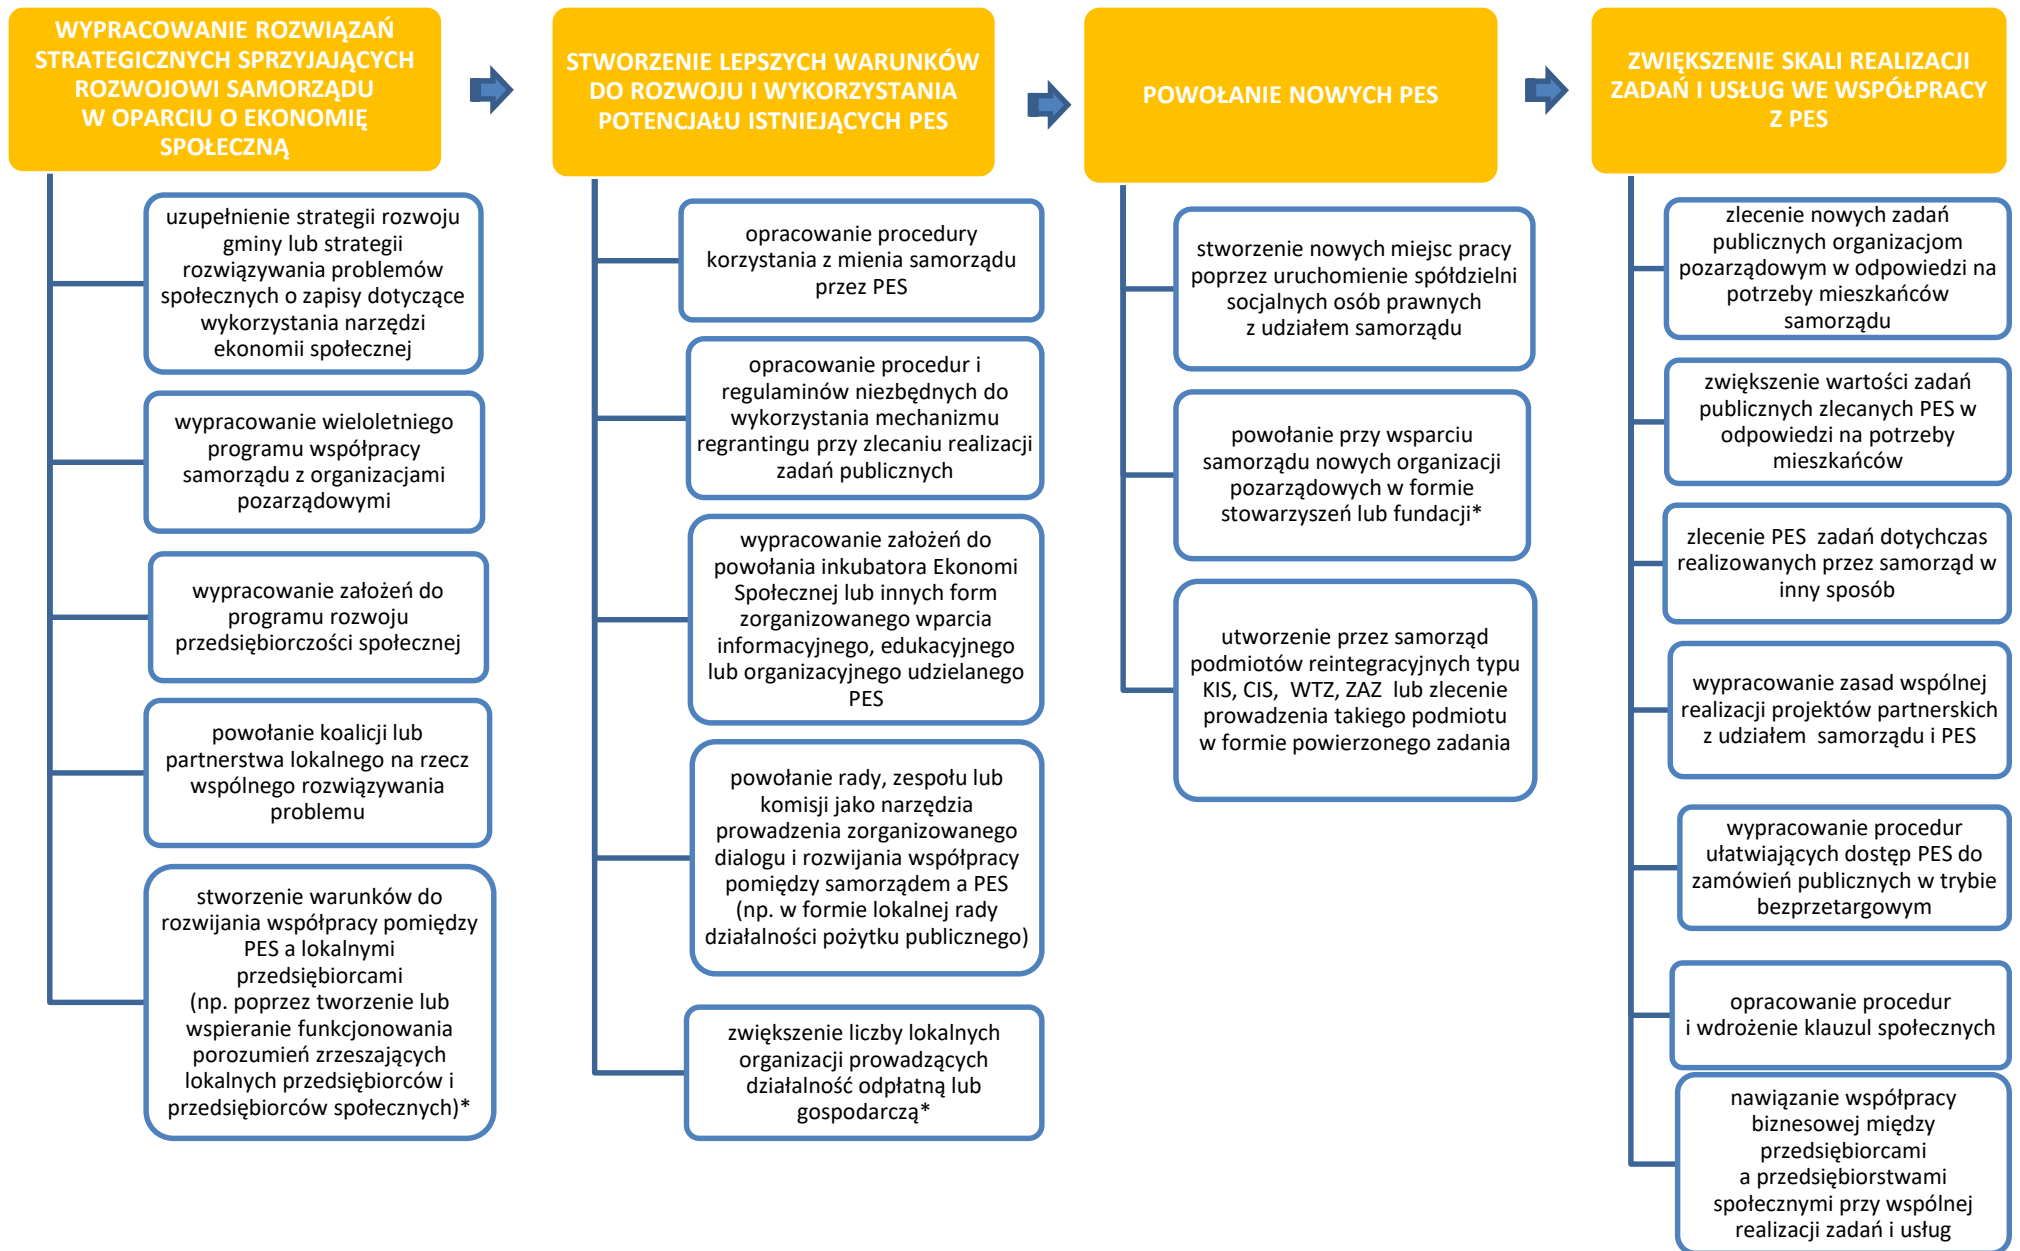 WYPRACOWANIE ROZWIĄZAŃ
STRATEGICZNYCH SPRZYJAJĄCYCH
ROZWOJOWI SAMORZĄDU
W OPARCIU O EKONOMIĘ
SPOŁECZNĄ
uzupełnienie strategii rozwoju
gminy lub strategii
rozwiązywania problemów
społecznych o zapisy dotyczące
wykorzystania narzędzi
ekonomii społecznej
wypracowanie wieloletniego
programu współpracy
samorządu z organizacjami
pozarządowymi
wypracowanie założeń do
programu rozwoju
przedsiębiorczości społecznej
powołanie koalicji lub
partnerstwa lokalnego na rzecz
wspólnego rozwiązywania
problemu
stworzenie warunków do
rozwijania współpracy pomiędzy
PES a lokalnymi
przedsiębiorcami
(np. poprzez tworzenie lub
wspieranie funkcjonowania
porozumień zrzeszających
lokalnych przedsiębiorców i
przedsiębiorców społecznych)*
STWORZENIE LEPSZYCH WARUNKÓW
DO ROZWOJU I WYKORZYSTANIA
POTENCJAŁU ISTNIEJĄCYCH PES
opracowanie procedury
korzystania z mienia samorządu
przez PES
opracowanie procedur i
regulaminów niezbędnych do
wykorzystania mechanizmu
regrantingu przy zlecaniu realizacji
zadań publicznych
wypracowanie założeń do
powołania inkubatora Ekonomi
Społecznej lub innych form
zorganizowanego wparcia
informacyjnego, edukacyjnego
lub organizacyjnego udzielanego
PES
powołanie rady, zespołu lub
komisji jako narzędzia
prowadzenia zorganizowanego
dialogu i rozwijania współpracy
pomiędzy samorządem a PES
(np. w formie lokalnej rady
działalności pożytku publicznego)
zwiększenie liczby lokalnych
organizacji prowadzących
działalność odpłatną lub
gospodarczą*
POWOŁANIE NOWYCH PES
stworzenie nowych miejsc pracy
poprzez uruchomienie spółdzielni
socjalnych osób prawnych
z udziałem samorządu
powołanie przy wsparciu
samorządu nowych organizacji
pozarządowych w formie
stowarzyszeń lub fundacji*
utworzenie przez samorząd
podmiotów reintegracyjnych typu
KIS, CIS, WTZ, ZAZ lub zlecenie
prowadzenia takiego podmiotu
w formie powierzonego zadania
ZWIĘKSZENIE SKALI REALIZACJI
ZADAŃ I USŁUG WE WSPÓŁPRACY
Z PES
zlecenie nowych zadań
publicznych organizacjom
pozarządowym w odpowiedzi na
potrzeby mieszkańców
samorządu
zwiększenie wartości zadań
publicznych zlecanych PES w
odpowiedzi na potrzeby
mieszkańców
zlecenie PES zadań dotychczas
realizowanych przez samorząd w
inny sposób
wypracowanie zasad wspólnej
realizacji projektów partnerskich
z udziałem samorządu i PES
wypracowanie procedur
ułatwiających dostęp PES do
zamówień publicznych w trybie
bezprzetargowym
opracowanie procedur
i wdrożenie klauzul społecznych
nawiązanie współpracy
biznesowej między
przedsiębiorcami
a przedsiębiorstwami
społecznymi przy wspólnej
realizacji zadań i usług